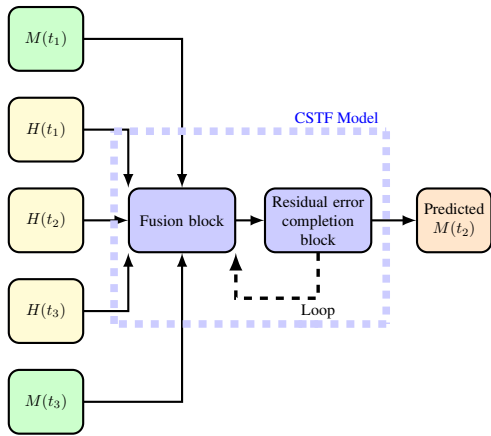 M(t₁)
H(t₁)
CSTF Model
H(t₂)
Fusion block
Residual error
completion
block
Predicted
M(t₂)
H(t₃)
Loop
M(t₃)